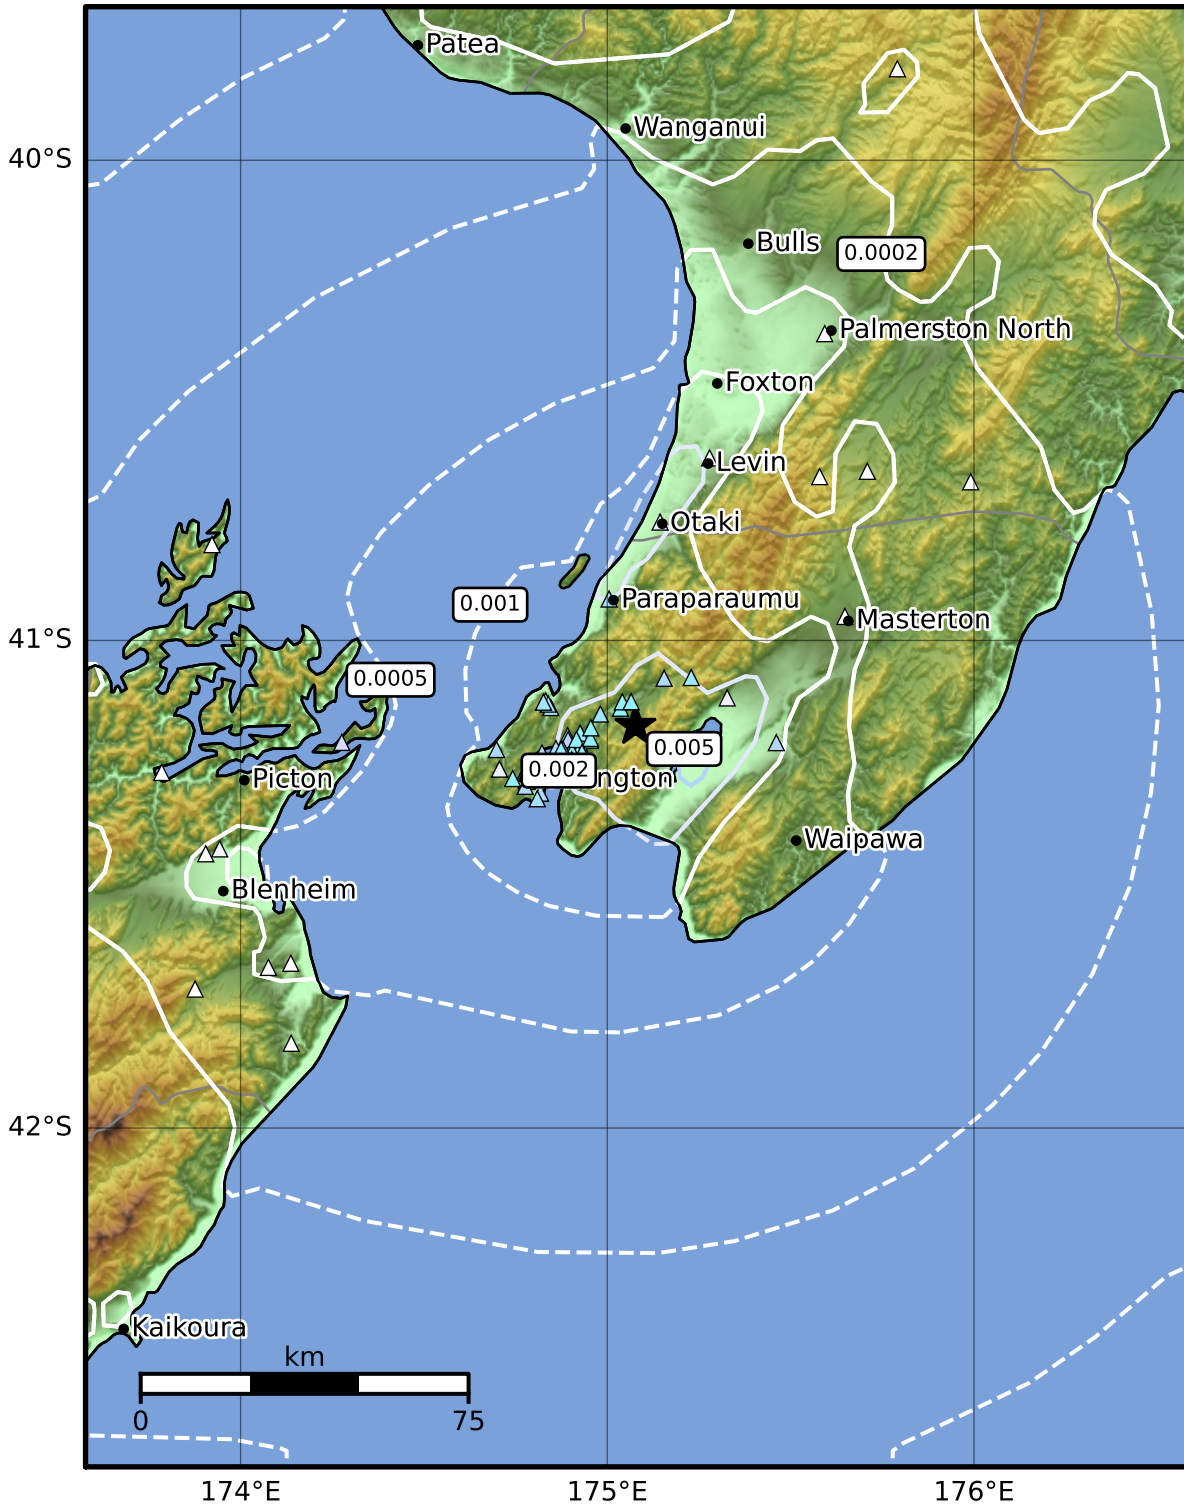 Patea
Wanganui
40°S
Bulls
0.0002
Palmerston North
Foxton
Levin
Otaki
0.001
Paraparaumu
Masterton
41°S
0.0005
0.005
0.002
ngton
Picton
Waipawa
Blenheim
42°S
Kaikoura
km
0
75
174°E
175°E
176°E